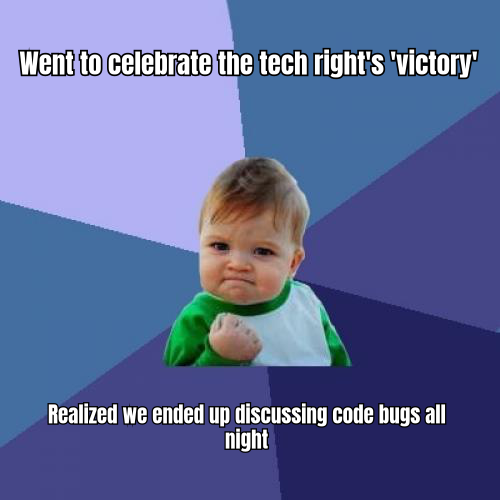 Went to celebrate the tech right's 'victory'
Realized we ended up discussing code bugs all
night